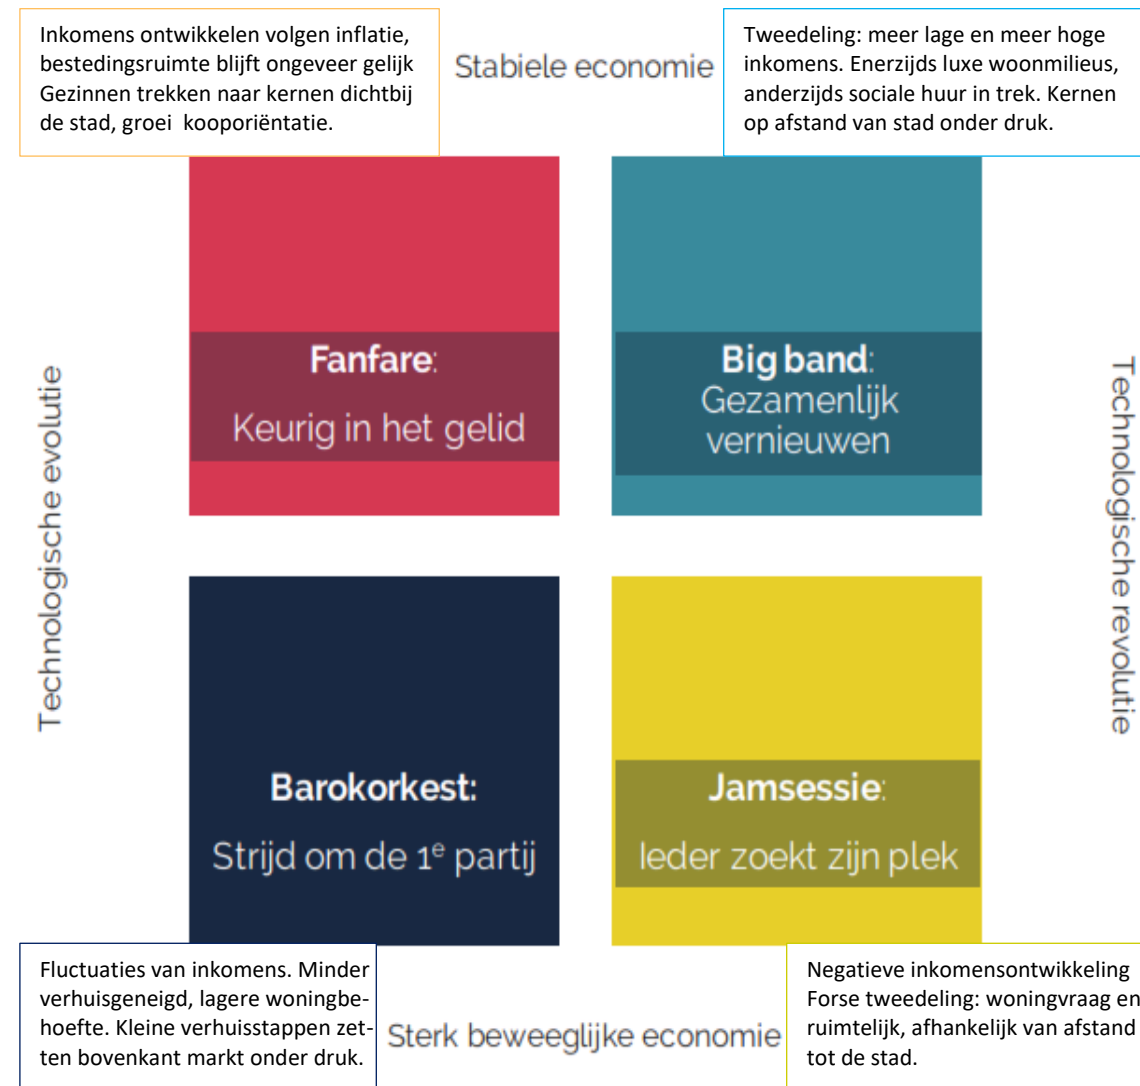 Inkomens ontwikkelen volgen inflatie,
bestedingsruimte blijft ongeveer gelijk
Gezinnen trekken naar kernen dichtbij
de stad, groei  kooporiëntatie.
Stabiele economie
Tweedeling: meer lage en meer hoge
inkomens. Enerzijds luxe woonmilieus,
anderzijds sociale huur in trek. Kernen
op afstand van stad onder druk.
Technologische evolutie
Fanfare:
Keurig in het gelid
Big band:
Gezamenlijk
vernieuwen
Technologische revolutie
Barokorkest:
Strijd om de 1e partij
Jamsessie:
Ieder zoekt zijn plek
Fluctuaties van inkomens. Minder
verhuisgeneigd, lagere woningbe-
hoefte. Kleine verhuisstappen zet-
ten bovenkant markt onder druk.
Sterk beweeglijke economie
Negatieve inkomensontwikkeling
Forse tweedeling: woningvraag en
ruimtelijk, afhankelijk van afstand
tot de stad.